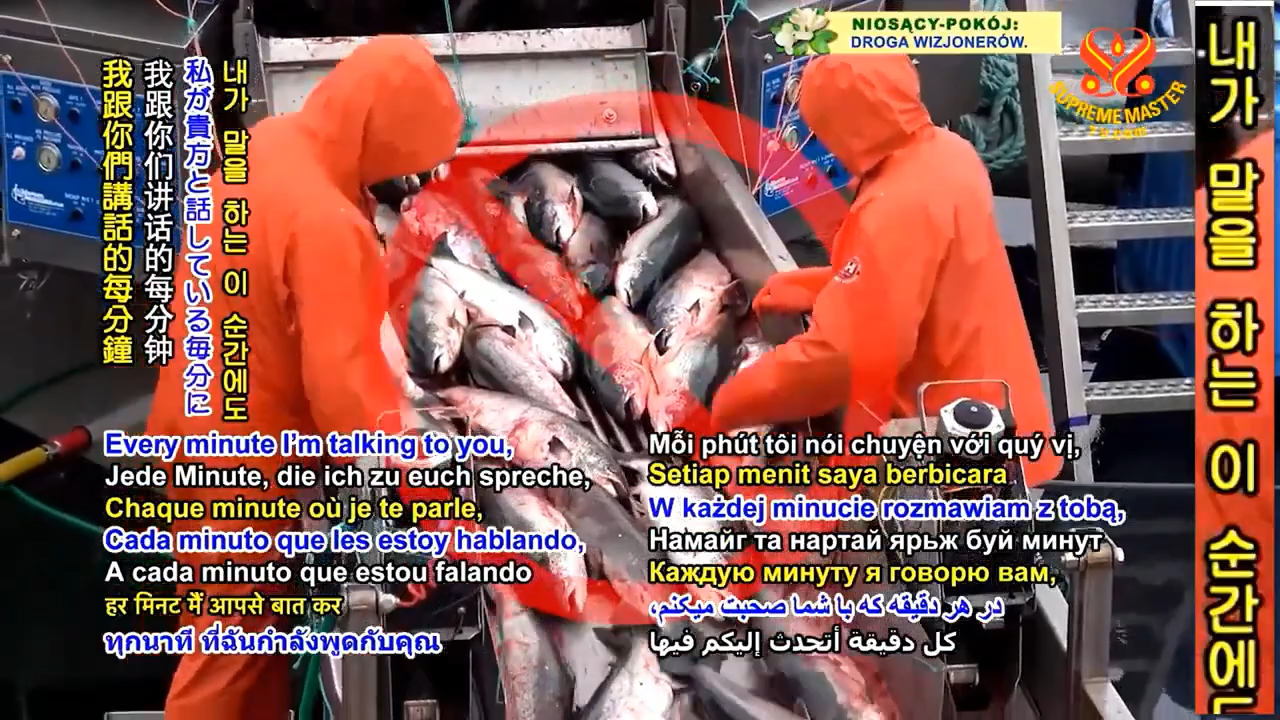 NIOSĄCY-POKÓJ:
DROGA WIZJONERÓW.
SUPREME MASTER
我跟你們講話的每分鐘
我跟你们讲话的每分钟
私が貴方と話している毎分に
내가 말을 하는 이 순간에도
Every minute I'm talking to you,
Jede Minute, die ich zu euch spreche,
Chaque minute où je te parle,
Cada minuto que les estoy hablando,
A cada minuto que estou falando
हर मिनट मैं आपसे बात कर
ทุกนาที ที่ฉันกำลังพูดกับคุณ
Mỗi phút tôi nói chuyện với quý vị,
Setiap menit saya berbicara
W każdej minucie rozmawiam z tobą,
Намайг та нартай ярьж буй минут
Каждую минуту я говорю вам,
در هر دقیقه که با شما صحبت میکنم،
كل دقيقة أتحدث إليكم فيها
내가 말을 하는 이 순간에